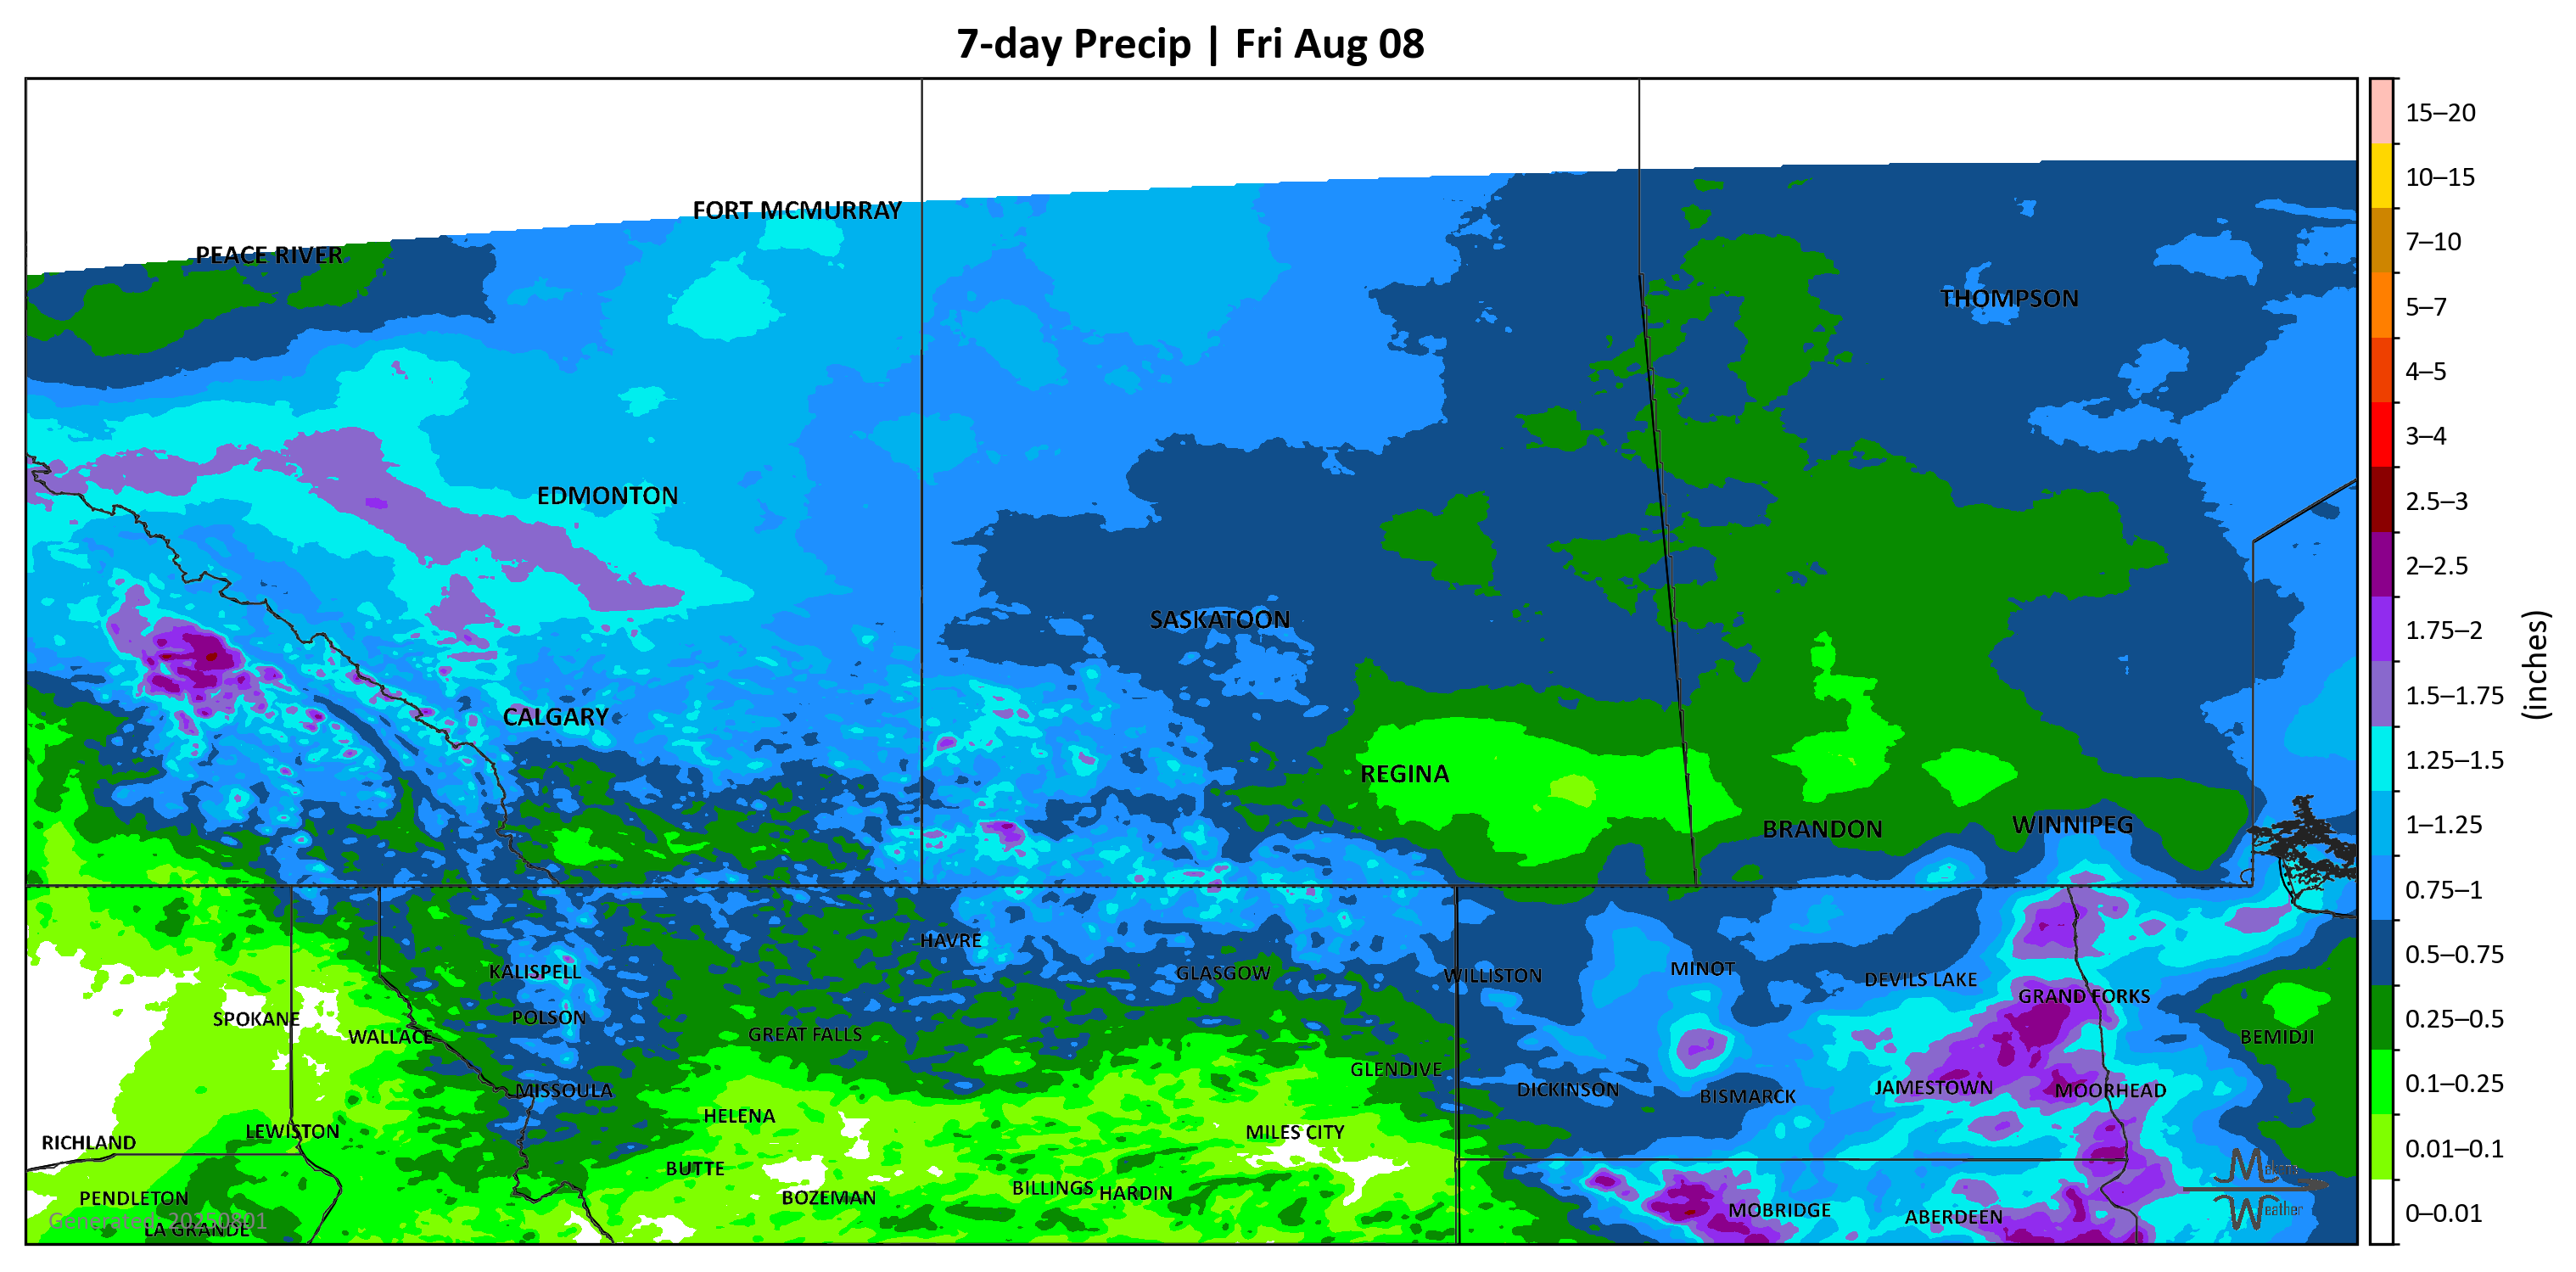 7-day Precip | Fri Aug 08
FORT MCMURRAY
PEACE RIVER
THOMPSON
EDMONTON
SASKATOON
CALGARY
REGINA
BRANDON
WINNIPEG
HAVRE
KALISPELL
GLASGOW
WILLISTON
MINOT
DEVILS LAKE
GRAND FORKS
SPOKANE
POLSON
WALLACE
GREAT FALLS
BEMIDJI
GLENDIVE
MISSOULA
DICKINSON
BISMARCK
JAMESTOWN
MOORHEAD
HELENA
RICHLAND
LEWISTON
MILES CITY
BUTTE
PENDLETON
BOZEMAN
BILLINGS
HARDIN
MOBRIDGE
ABERDEEN
Generated: 20250801
LA GRANDE
Weather
15–20
10–15
7–10
5–7
4–5
3–4
2.5–3
2–2.5
1.75–2
1.5–1.75
1.25–1.5
1–1.25
0.75–1
0.5–0.75
0.25–0.5
0.1–0.25
0.01–0.1
0–0.01
(inches)